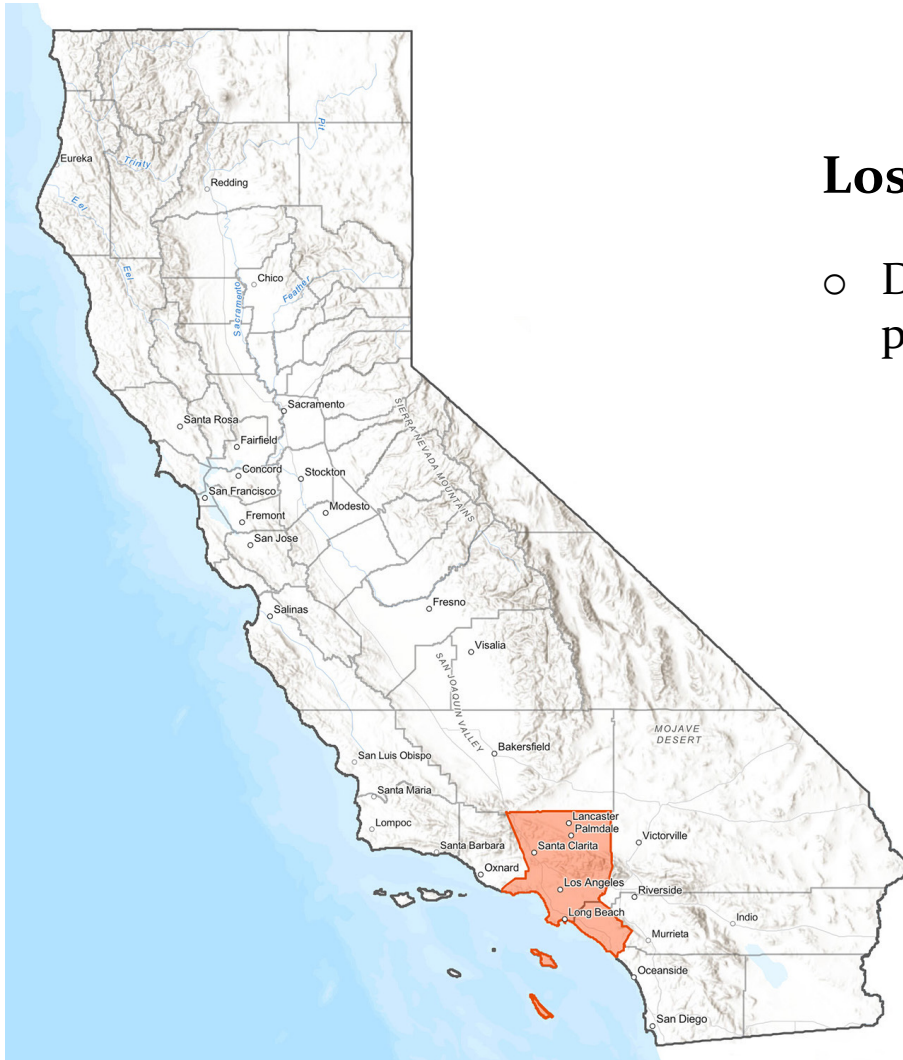 Los
○ D
p
Eureka
Trinity
Pit
Redding
Eel
Eel
Chico
Sacramento
Feather
Sacramento
SIERRA NEVADA MOUNTAINS
Santa Rosa
Fairfield
Concord
Stockton
San Francisco
Modesto
Fremont
San Jose
Fresno
Salinas
Visalia
SAN JOAQUIN VALLEY
MOJAVE
DESERT
Bakersfield
San Luis Obispo
Santa Maria
Lancaster
Lompoc
Palmdale
Victorville
Santa Barbara
Santa Clarita
Oxnard
Los Angeles
Riverside
Long Beach
Indio
Murrieta
Oceanside
San Diego